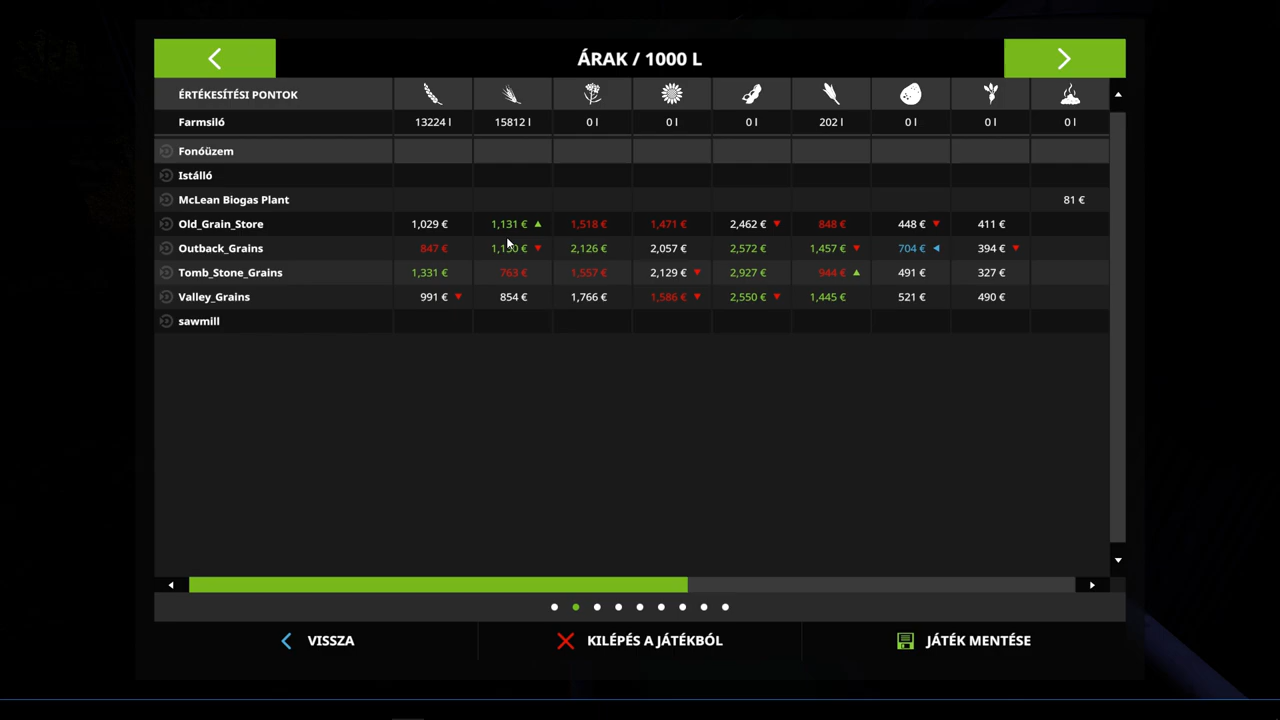 ÁRAK / 1000 L
ÉRTÉKESÍTÉSI PONTOK
Farmsiló 13224 l 15812 l 0 l 0 l 0 l 202 l 0 l 0 l 0 l
Fonóüzem
Istálló
McLean Biogas Plant 81 €
Old_Grain_Store 1,029 € 1,131 € 1,518 € 1,471 € 2,462 € 848 € 448 € 411 €
Outback_Grains 847 € 2,126 € 2,057 € 2,572 € 1,457 € 704 € 394 €
Tomb_Stone_Grains 1,331 € 763 € 1,557 € 2,129 € 2,927 € 944 € 491 € 327 €
Valley_Grains 991 € 854 € 1,766 € 1,586 € 2,550 € 1,445 € 521 € 490 €
sawmill
VISSZA KILÉPÉS A JÁTÉKBÓL JÁTÉK MENTÉSE